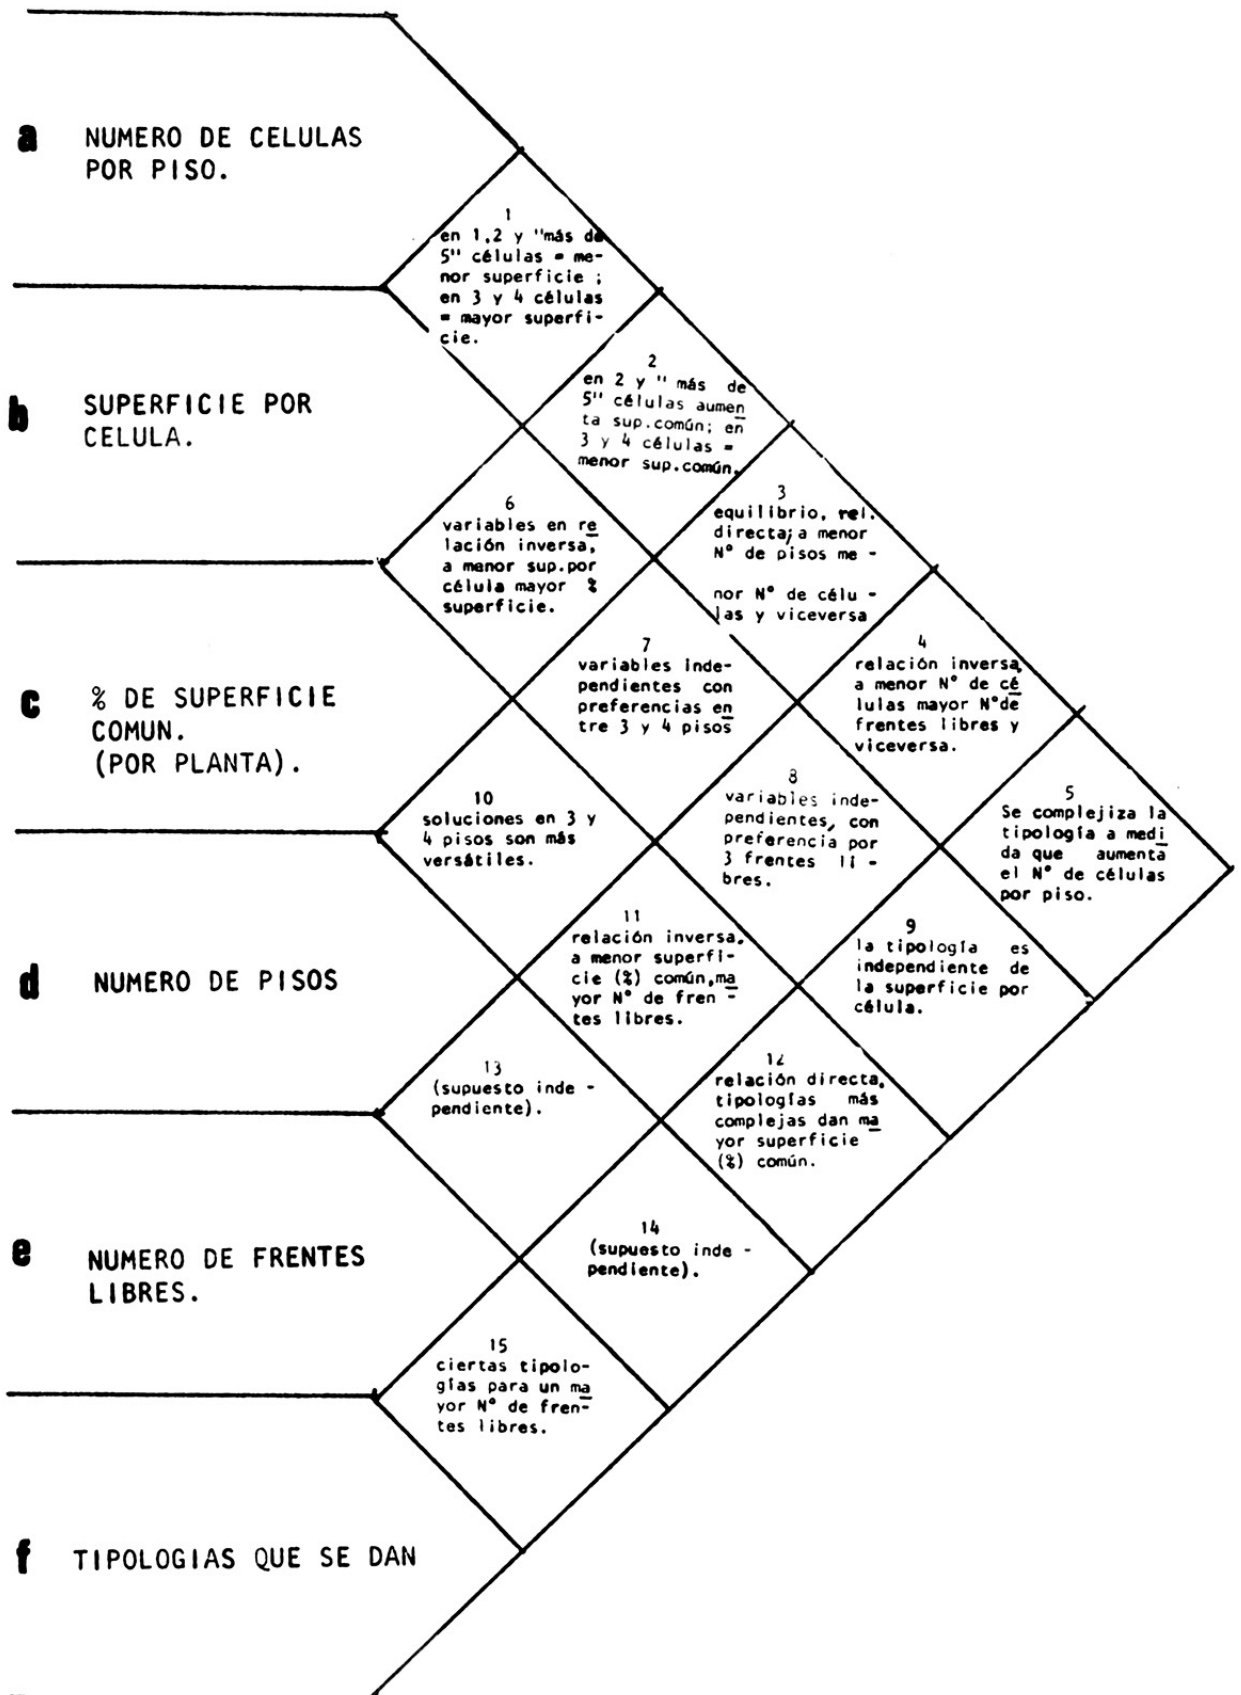 a NUMERO DE CELULAS
POR PISO.
1
en 1,2 y "más de
5" células = me-
nor superficie ;
en 3 y 4 células
= mayor superfi-
cie.
b SUPERFICIE POR
CELULA.
2
en 2 y " más de
5" células aumen
ta sup.común; en
3 y 4 células =
menor sup.común.
3
equilibrio, rel.
directa; a menor
N° de pisos me -
nor N° de célu -
las y viceversa
6
variables en re
lación inversa,
a menor sup.por
célula mayor %
superficie.
c % DE SUPERFICIE
COMUN.
(POR PLANTA).
7
variables inde-
pendientes con
preferencias en
tre 3 y 4 pisos
4
relación inversa,
a menor N° de cé
lulas mayor N°de
frentes libres y
viceversa.
10
soluciones en 3 y
4 pisos son más
versátiles.
8
variables inde-
pendientes, con
preferencia por
3 frentes li -
bres.
5
Se complejiza la
tipología a medi
da que aumenta
el N° de células
por piso.
d NUMERO DE PISOS
11
relación inversa,
a menor superfi-
cie (%) común,ma
yor N° de fren -
tes libres.
9
la tipología es
independiente de
la superficie por
célula.
13
(supuesto inde -
pendiente).
12
relación directa,
tipologías más
complejas dan ma
yor superficie
(%) común.
e NUMERO DE FRENTES
LIBRES.
14
(supuesto inde -
pendiente).
15
ciertas tipolo-
gías para un ma
yor N° de fren-
tes libres.
f TIPOLOGIAS QUE SE DAN